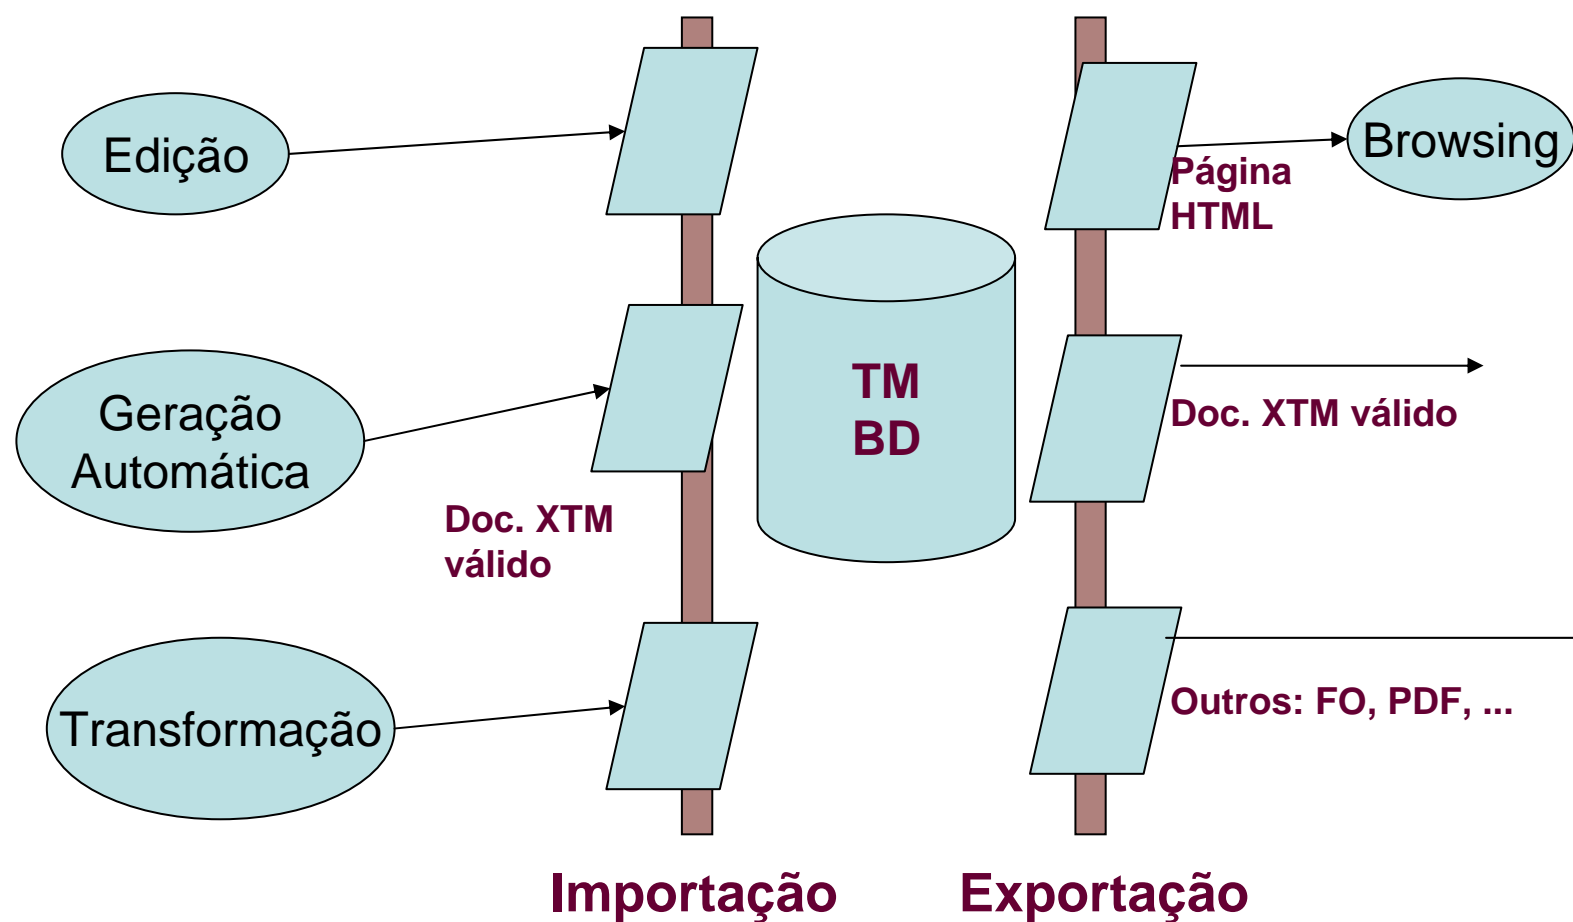 Edição
Browsing
Página
HTML
Geração
Automática
TM
BD
Doc. XTM válido
Doc. XTM
válido
Transformação
Outros: FO, PDF, ...
Importação
Exportação